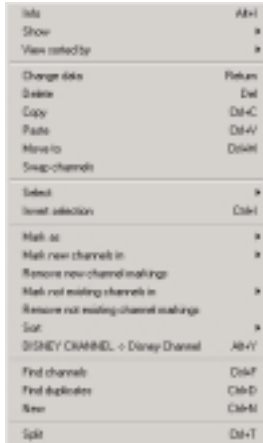 Info Alt+I
Show
View sorted by
Change data Return
Delete Del
Copy Ctrl+C
Paste Ctrl+V
Move to Ctrl+M
Swap channels
Select
Invert selection Ctrl+I
Mark as
Mark new channels in
Remove new channel markings
Mark not existing channels in
Remove not existing channel markings
Sort
DISNEY CHANNEL -> Disney Channel Alt+Y
Find channels Ctrl+F
Find duplicates Ctrl+D
New Ctrl+N
Split Ctrl+T